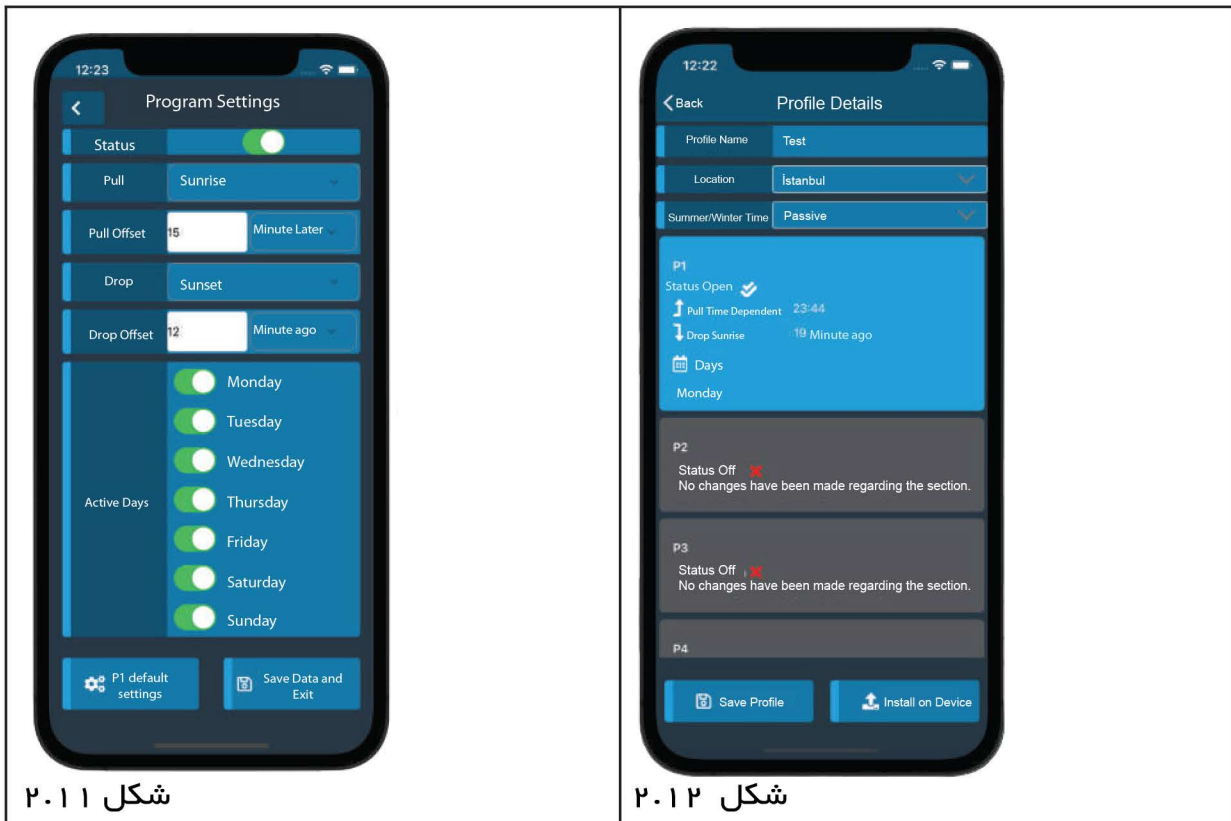 12:23
Program Settings
Status
Pull
Sunrise
Pull Offset
15
Minute Later
Drop
Sunset
Drop Offset
12
Minute ago
Active Days
Monday
Tuesday
Wednesday
Thursday
Friday
Saturday
Sunday
P1 default
settings
Save Data and
Exit
شکل ۲.۱۱
12:22
Back
Profile Details
Profile Name
Test
Location
İstanbul
Summer/Winter Time
Passive
P1
Status Open
Pull Time Dependent 23:44
Drop Sunrise 19 Minute ago
Days
Monday
P2
Status Off
No changes have been made regarding the section.
P3
Status Off
No changes have been made regarding the section.
P4
Save Profile
Install on Device
شکل ۲.۱۲